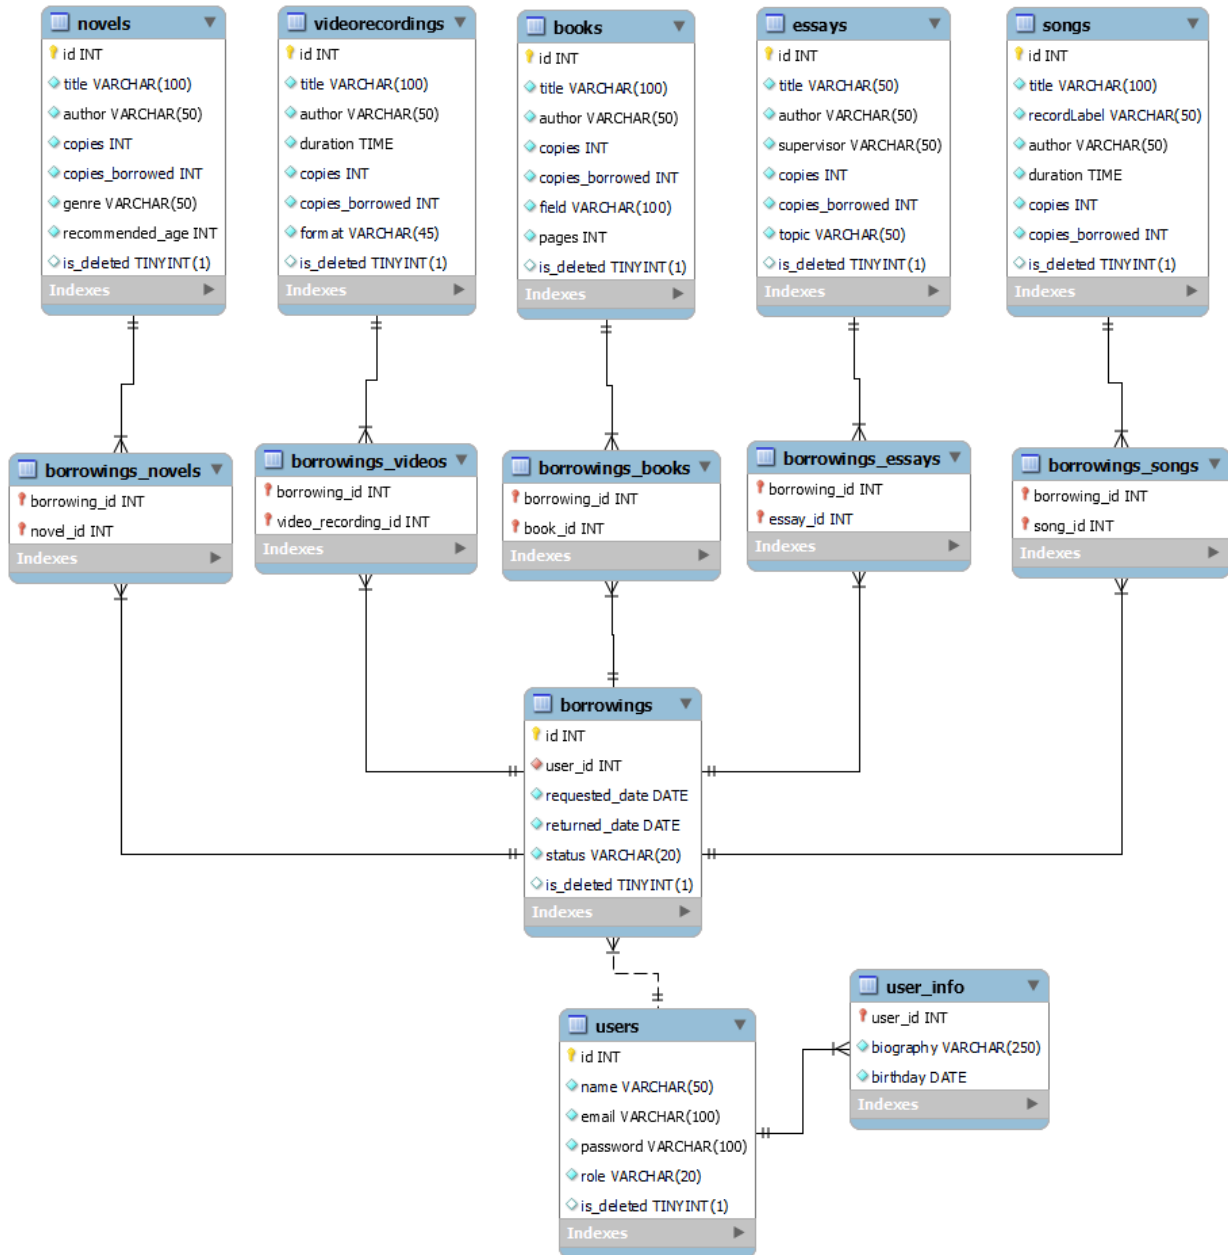 novels
id INT
title VARCHAR(100)
author VARCHAR(50)
copies INT
copies_borrowed INT
genre VARCHAR(50)
recommended_age INT
is_deleted TINYINT(1)
Indexes
videorecordings
id INT
title VARCHAR(100)
author VARCHAR(50)
duration TIME
copies INT
copies_borrowed INT
format VARCHAR(45)
is_deleted TINYINT(1)
Indexes
books
id INT
title VARCHAR(100)
author VARCHAR(50)
copies INT
copies_borrowed INT
field VARCHAR(100)
pages INT
is_deleted TINYINT(1)
Indexes
essays
id INT
title VARCHAR(50)
author VARCHAR(50)
supervisor VARCHAR(50)
copies INT
copies_borrowed INT
topic VARCHAR(50)
is_deleted TINYINT(1)
Indexes
songs
id INT
title VARCHAR(100)
recordLabel VARCHAR(50)
author VARCHAR(50)
duration TIME
copies INT
copies_borrowed INT
is_deleted TINYINT(1)
Indexes
borrowings_novels
borrowing_id INT
novel_id INT
Indexes
borrowings_videos
borrowing_id INT
video_recording_id INT
Indexes
borrowings_books
borrowing_id INT
book_id INT
Indexes
borrowings_essays
borrowing_id INT
essay_id INT
Indexes
borrowings_songs
borrowing_id INT
song_id INT
Indexes
borrowings
id INT
user_id INT
requested_date DATE
returned_date DATE
status VARCHAR(20)
is_deleted TINYINT(1)
Indexes
users
id INT
name VARCHAR(50)
email VARCHAR(100)
password VARCHAR(100)
role VARCHAR(20)
is_deleted TINYINT(1)
Indexes
user_info
user_id INT
biography VARCHAR(250)
birthday DATE
Indexes